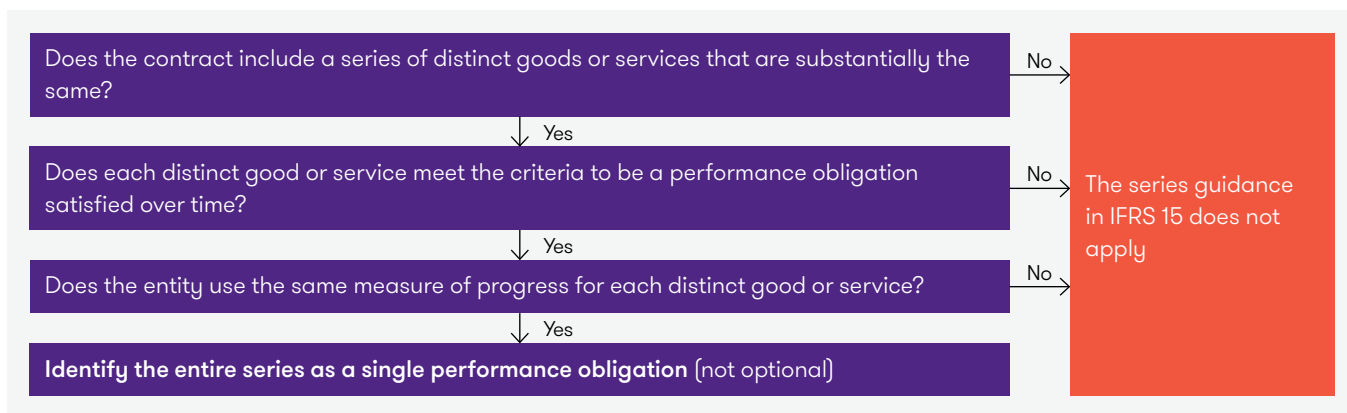 Does the contract include a series of distinct goods or services that are substantially the
same?
No
Yes
Does each distinct good or service meet the criteria to be a performance obligation
satisfied over time?
No
The series guidance
in IFRS 15 does not
apply
Yes
Does the entity use the same measure of progress for each distinct good or service?
No
Yes
Identify the entire series as a single performance obligation (not optional)